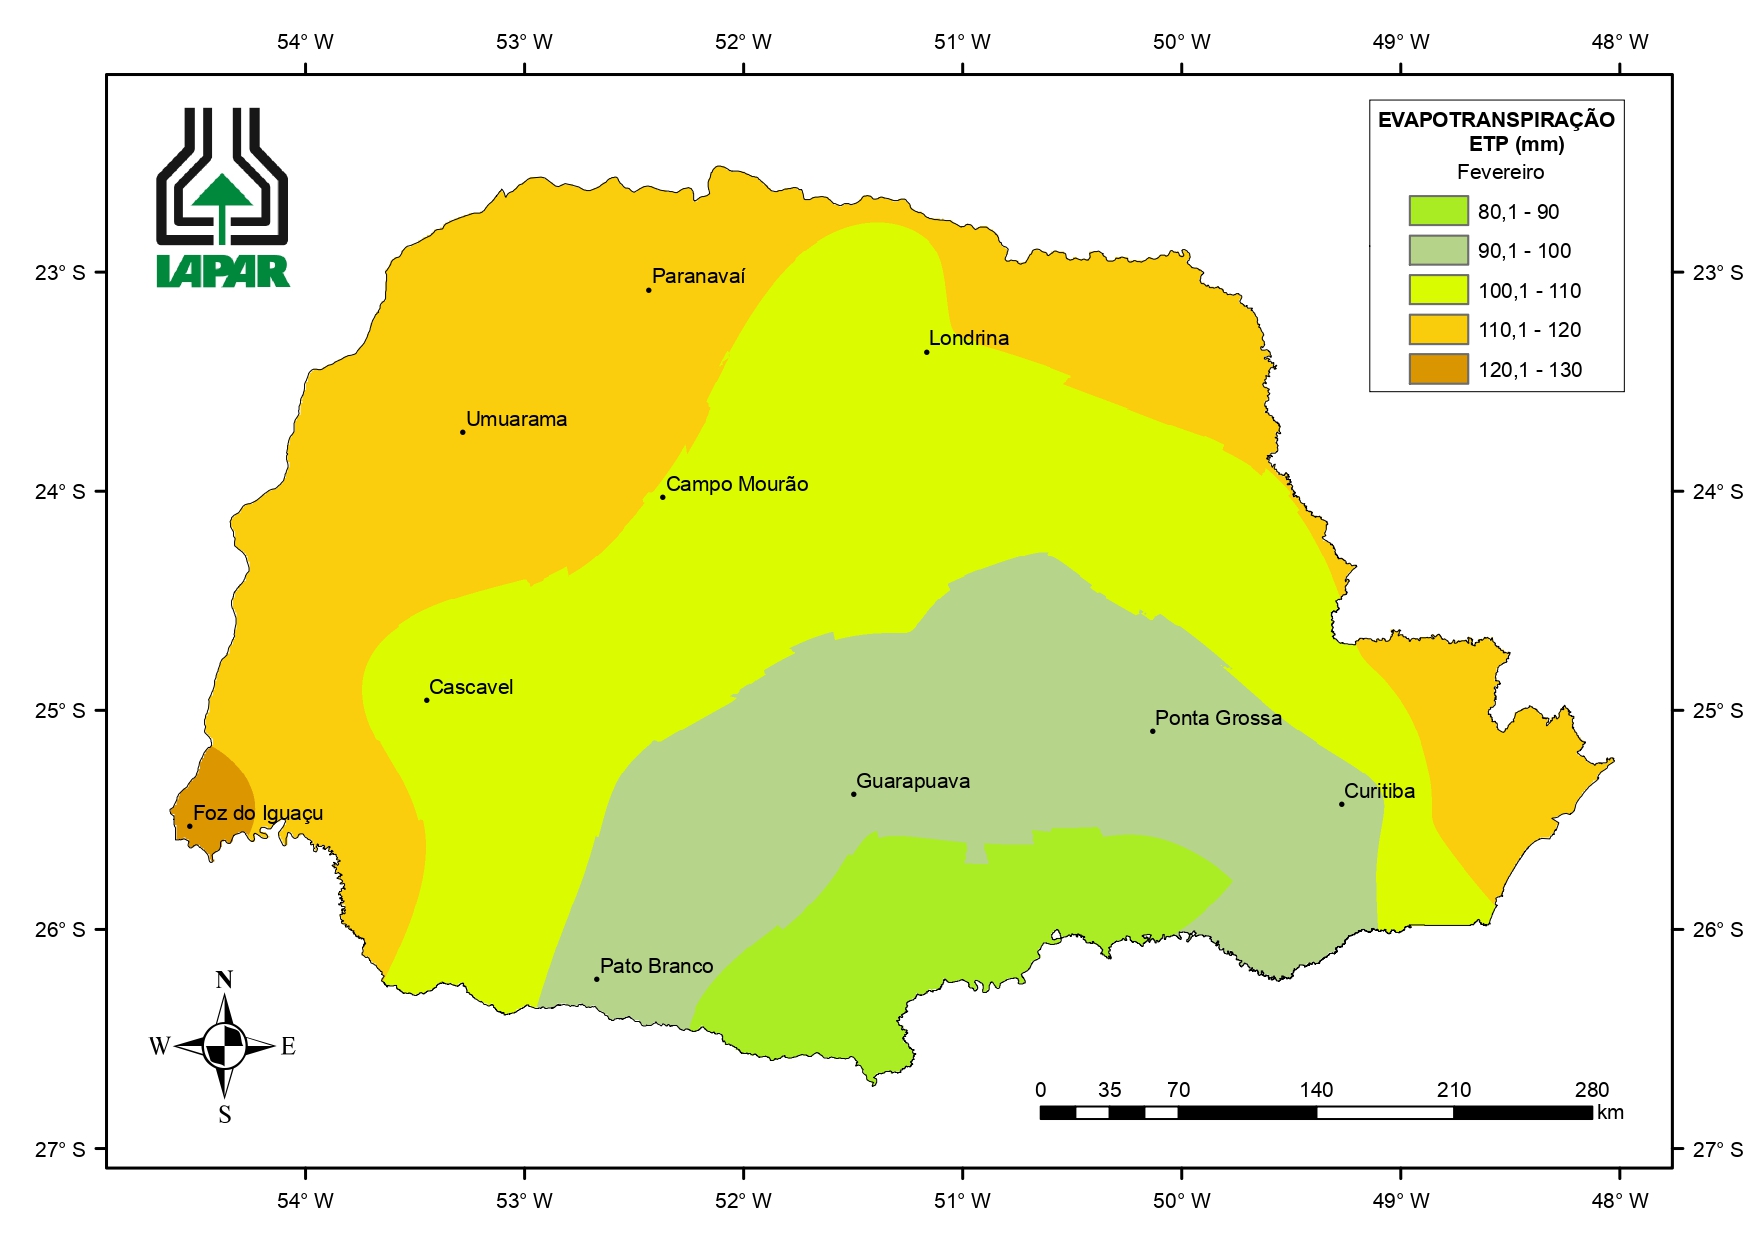 54° W 53° W 52° W 51° W 50° W 49° W 48° W
IAPAR
EVAPOTRANSPIRAÇÃO
ETP (mm)
Fevereiro
80,1 - 90
90,1 - 100
100,1 - 110
110,1 - 120
120,1 - 130
23° S 23° S
Paranavaí
Londrina
Umuarama
Campo Mourão
24° S 24° S
Cascavel
25° S 25° S
Ponta Grossa
Guarapuava
Curitiba
Foz do Iguaçu
26° S 26° S
Pato Branco
N
W E
S
0 35 70 140 210 280
km
27° S 27° S
54° W 53° W 52° W 51° W 50° W 49° W 48° W